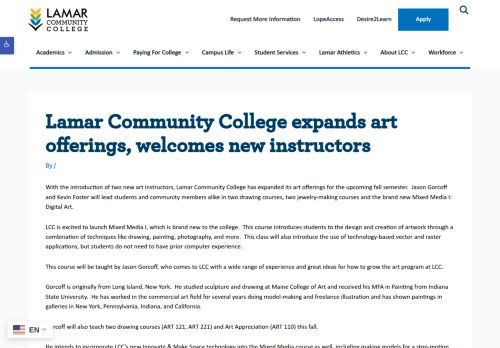 LAMAR
COMMUNITY
COLLEGE
Request More Information LopeAccess Desire2Learn Apply
Academics Admission Paying For College Campus Life Student Services Lamar Athletics About LCC Workforce
Lamar Community College expands art
offerings, welcomes new instructors
By /
With the introduction of two new art instructors, Lamar Community College has expanded its art offerings for the upcoming fall semester. Jason Gorcoff
and Kevin Foster will lead students and community members alike in two drawing courses, two jewelry-making courses and the brand new Mixed Media I:
Digital Art.
LCC is excited to launch Mixed Media I, which is brand new to the college. This course introduces students to the design and creation of artwork through a
combination of techniques like drawing, painting, photography, and more. This class will also introduce the use of technology-based vector and raster
applications, but students do not need to have prior computer experience.
This course will be taught by Jason Gorcoff, who comes to LCC with a wide range of experience and great ideas for how to grow the art program at LCC.
Gorcoff is originally from Long Island, New York. He studied sculpture and drawing at Maine College of Art and received his MFA in Painting from Indiana
State University. He has worked in the commercial art field for several years doing model-making and freelance illustration and has shown paintings in
galleries in New York, Pennsylvania, Indiana, and California.
orcoff will also teach two drawing courses (ART 121, ART 221) and Art Appreciation (ART 110) this fall.
EN
He intends to incorporate LCC's new Innovate & Make Space technology into the Mixed Media course as well, including making models for a stop-motion